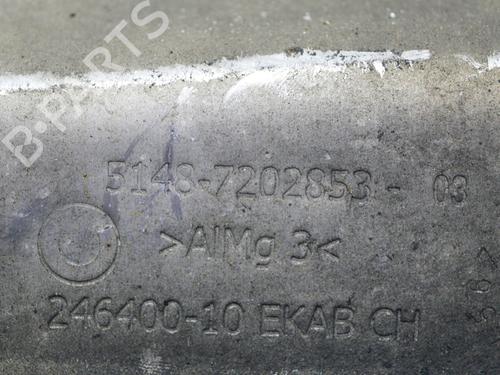 B-PARTS
5148-7202853- 03
>AlMg 3<
246400-10 EKAB CH